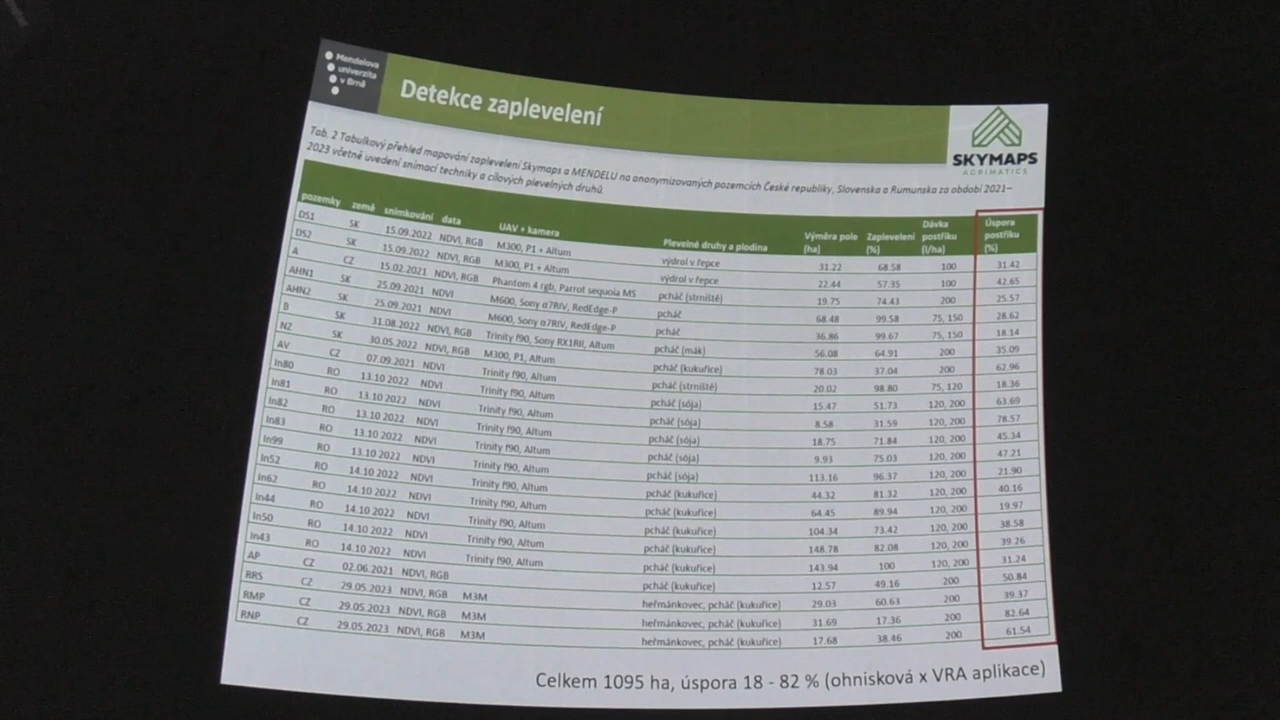 Mendelova
univerzita
v Brně
Detekce zaplevelení
SKYMAPS
AGRIMATICS
Tab. 2 Tabulkový přehled mapování zaplevelení Skymaps a MENDELU na anonymizovaných pozemcích České republiky, Slovenska a Rumunska za období 2021–
2023 včetně uvedení snímací techniky a cílových plevelných druhů.
pozemky země snímkování data UAV + kamera Plevelné druhy a plodina Výměra pole (ha) Zaplevelení (%) Dávka postřiku (l/ha) Úspora postřiku (%)
DS1 SK 15.09.2022 NDVI, RGB M300, P1 + Altum výdrol v řepce 31.22 68.58 100 31.42
DS2 SK 15.09.2022 NDVI, RGB M300, P1 + Altum výdrol v řepce 22.44 57.35 100 42.65
A CZ 15.02.2021 NDVI, RGB Phantom 4 rgb, Parrot sequoia MS pcháč (strniště) 19.75 74.43 200 25.57
AHN1 SK 25.09.2021 NDVI M600, Sony α7RIV, RedEdge-P pcháč 68.48 99.58 75, 150 28.62
AHN2 SK 25.09.2021 NDVI M600, Sony α7RIV, RedEdge-P pcháč 36.86 99.67 75, 150 18.14
B SK 31.08.2022 NDVI, RGB Trinity f90, Sony RX1RII, Altum pcháč (mák) 56.08 64.91 200 35.09
N2 SK 30.05.2022 NDVI, RGB M300, P1, Altum pcháč (kukuřice) 78.03 37.04 200 62.96
AV CZ 07.09.2021 NDVI Trinity f90, Altum pcháč (strniště) 20.02 98.80 75, 120 18.36
In80 RO 13.10 2022 NDVI Trinity f90, Altum pcháč (sója) 15.47 51.73 120, 200 63.69
In81 RO 13.10 2022 NDVI Trinity f90, Altum pcháč (sója) 8.58 31.59 120, 200 78.57
In82 RO 13.10 2022 NDVI Trinity f90, Altum pcháč (sója) 18.75 71.84 120, 200 45.34
In83 RO 13.10 2022 NDVI Trinity f90, Altum pcháč (sója) 9.93 75.03 120, 200 47.21
In99 RO 13.10 2022 NDVI Trinity f90, Altum pcháč (sója) 113.16 96.37 120, 200 21.90
In52 RO 14.10 2022 NDVI Trinity f90, Altum pcháč (kukuřice) 44.32 81.32 120, 200 40.16
In62 RO 14.10 2022 NDVI Trinity f90, Altum pcháč (kukuřice) 64.45 89.94 120, 200 19.97
In44 RO 14.10 2022 NDVI Trinity f90, Altum pcháč (kukuřice) 104.34 73.42 120, 200 38.58
In50 RO 14.10 2022 NDVI Trinity f90, Altum pcháč (kukuřice) 148.78 82.08 120, 200 39.26
In43 RO 14.10 2022 NDVI Trinity f90, Altum pcháč (kukuřice) 143.94 100 120, 200 31.24
AP CZ 02.06.2021 NDVI, RGB pcháč (kukuřice) 12.57 49.16 200 50.84
RRS CZ 29.05.2023 NDVI, RGB M3M heřmánkovec, pcháč (kukuřice) 29.03 60.63 200 39.37
RMP CZ 29.05.2023 NDVI, RGB M3M heřmánkovec, pcháč (kukuřice) 31.69 17.36 200 82.64
RNP CZ 29.05.2023 NDVI, RGB M3M heřmánkovec, pcháč (kukuřice) 17.68 38.46 200 61.54
Celkem 1095 ha, úspora 18 - 82 % (ohnisková x VRA aplikace)